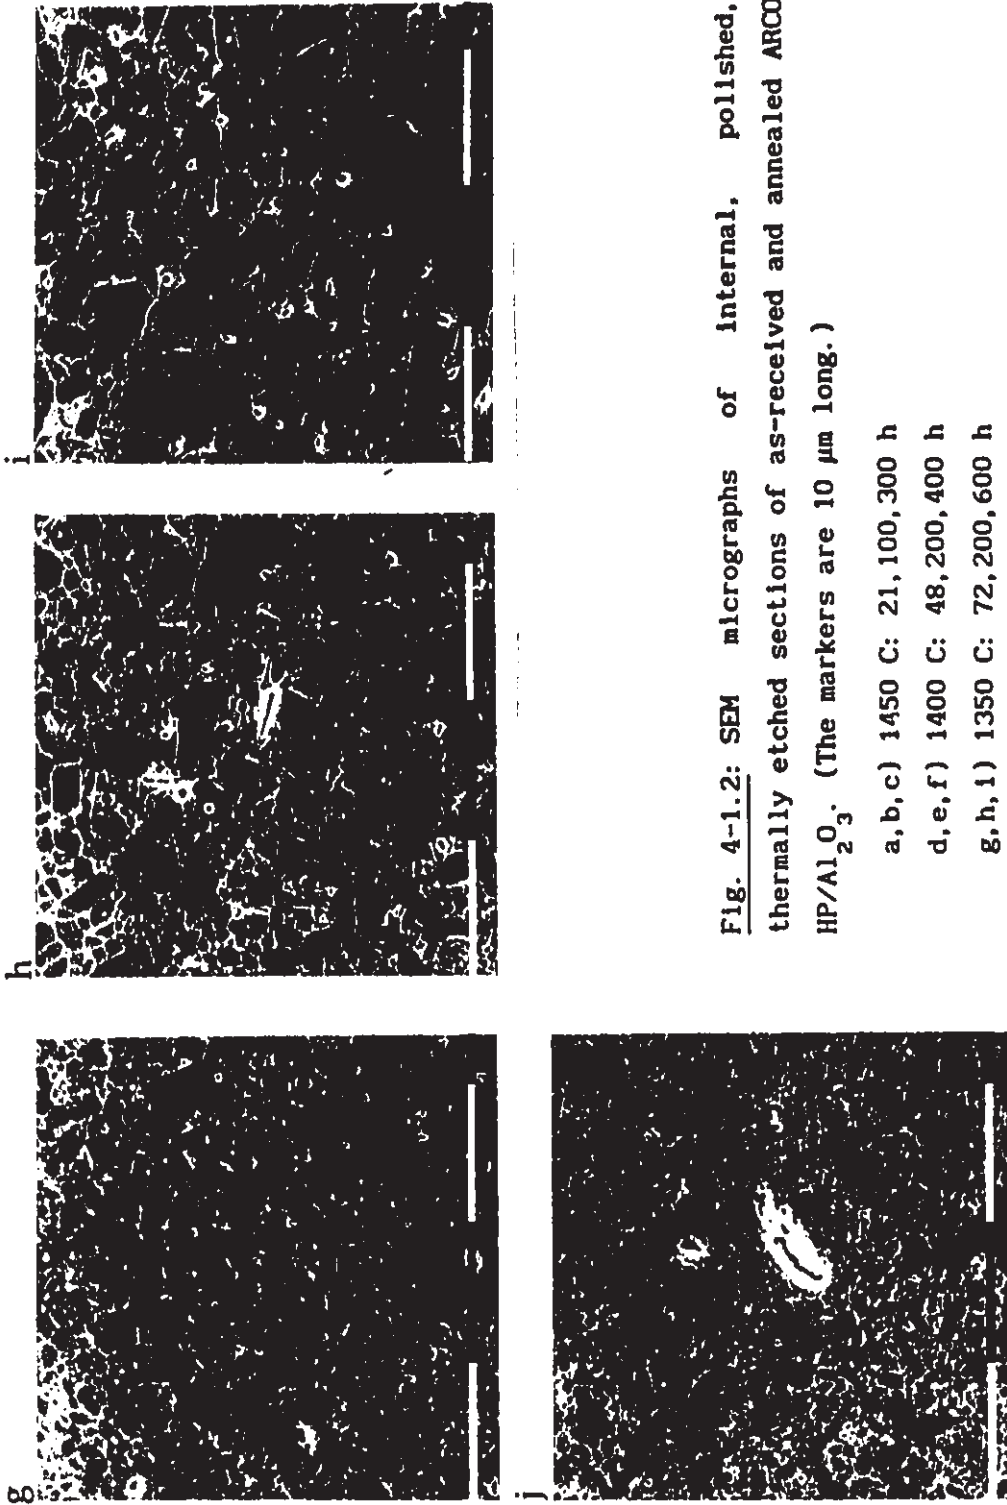 g
h
i
j
Fig. 4-1.2: SEM micrographs of internal, polished,
thermally etched sections of as-received and annealed ARCO
HP/Al2O3. (The markers are 10 μm long.)
a,b,c) 1450 C: 21,100,300 h
d,e,f) 1400 C: 48,200,400 h
g,h,i) 1350 C: 72,200,600 h